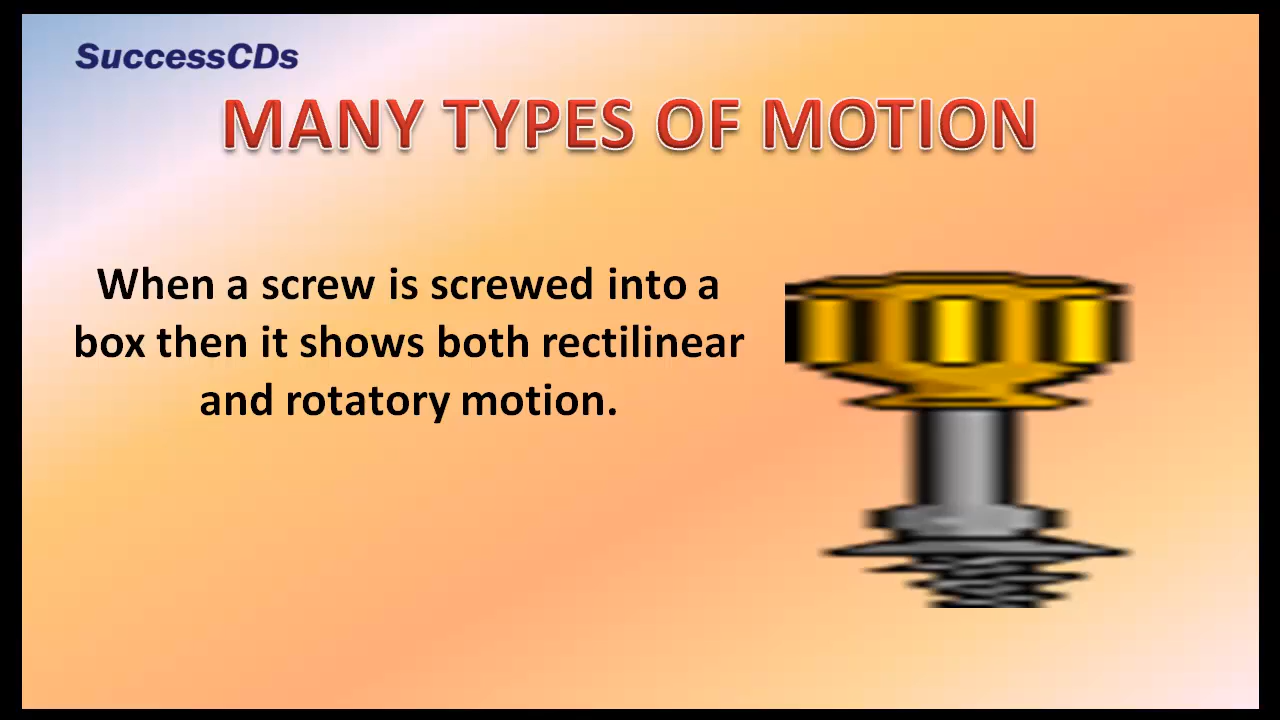 SuccessCDs
MANY TYPES OF MOTION
When a screw is screwed into a
box then it shows both rectilinear
and rotatory motion.